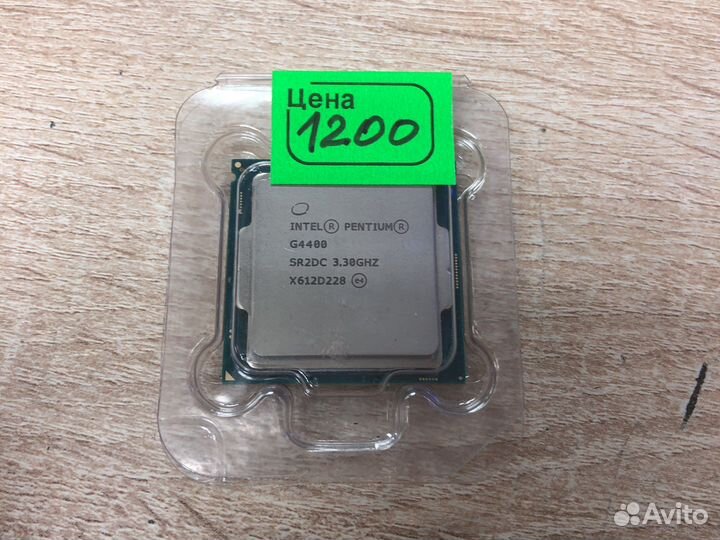 Цена
1200
INTEL® PENTIUM®
G4400
SR2DC 3.30GHZ
X612D228 e4
Avito